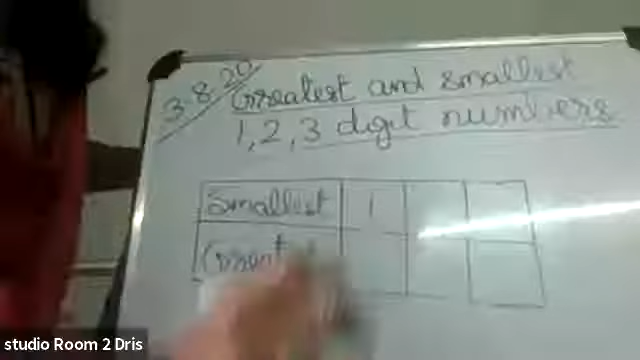 3.8.20
Greatest and smallest
1, 2, 3 digit numbers
Smallest 1
studio Room 2 Dris